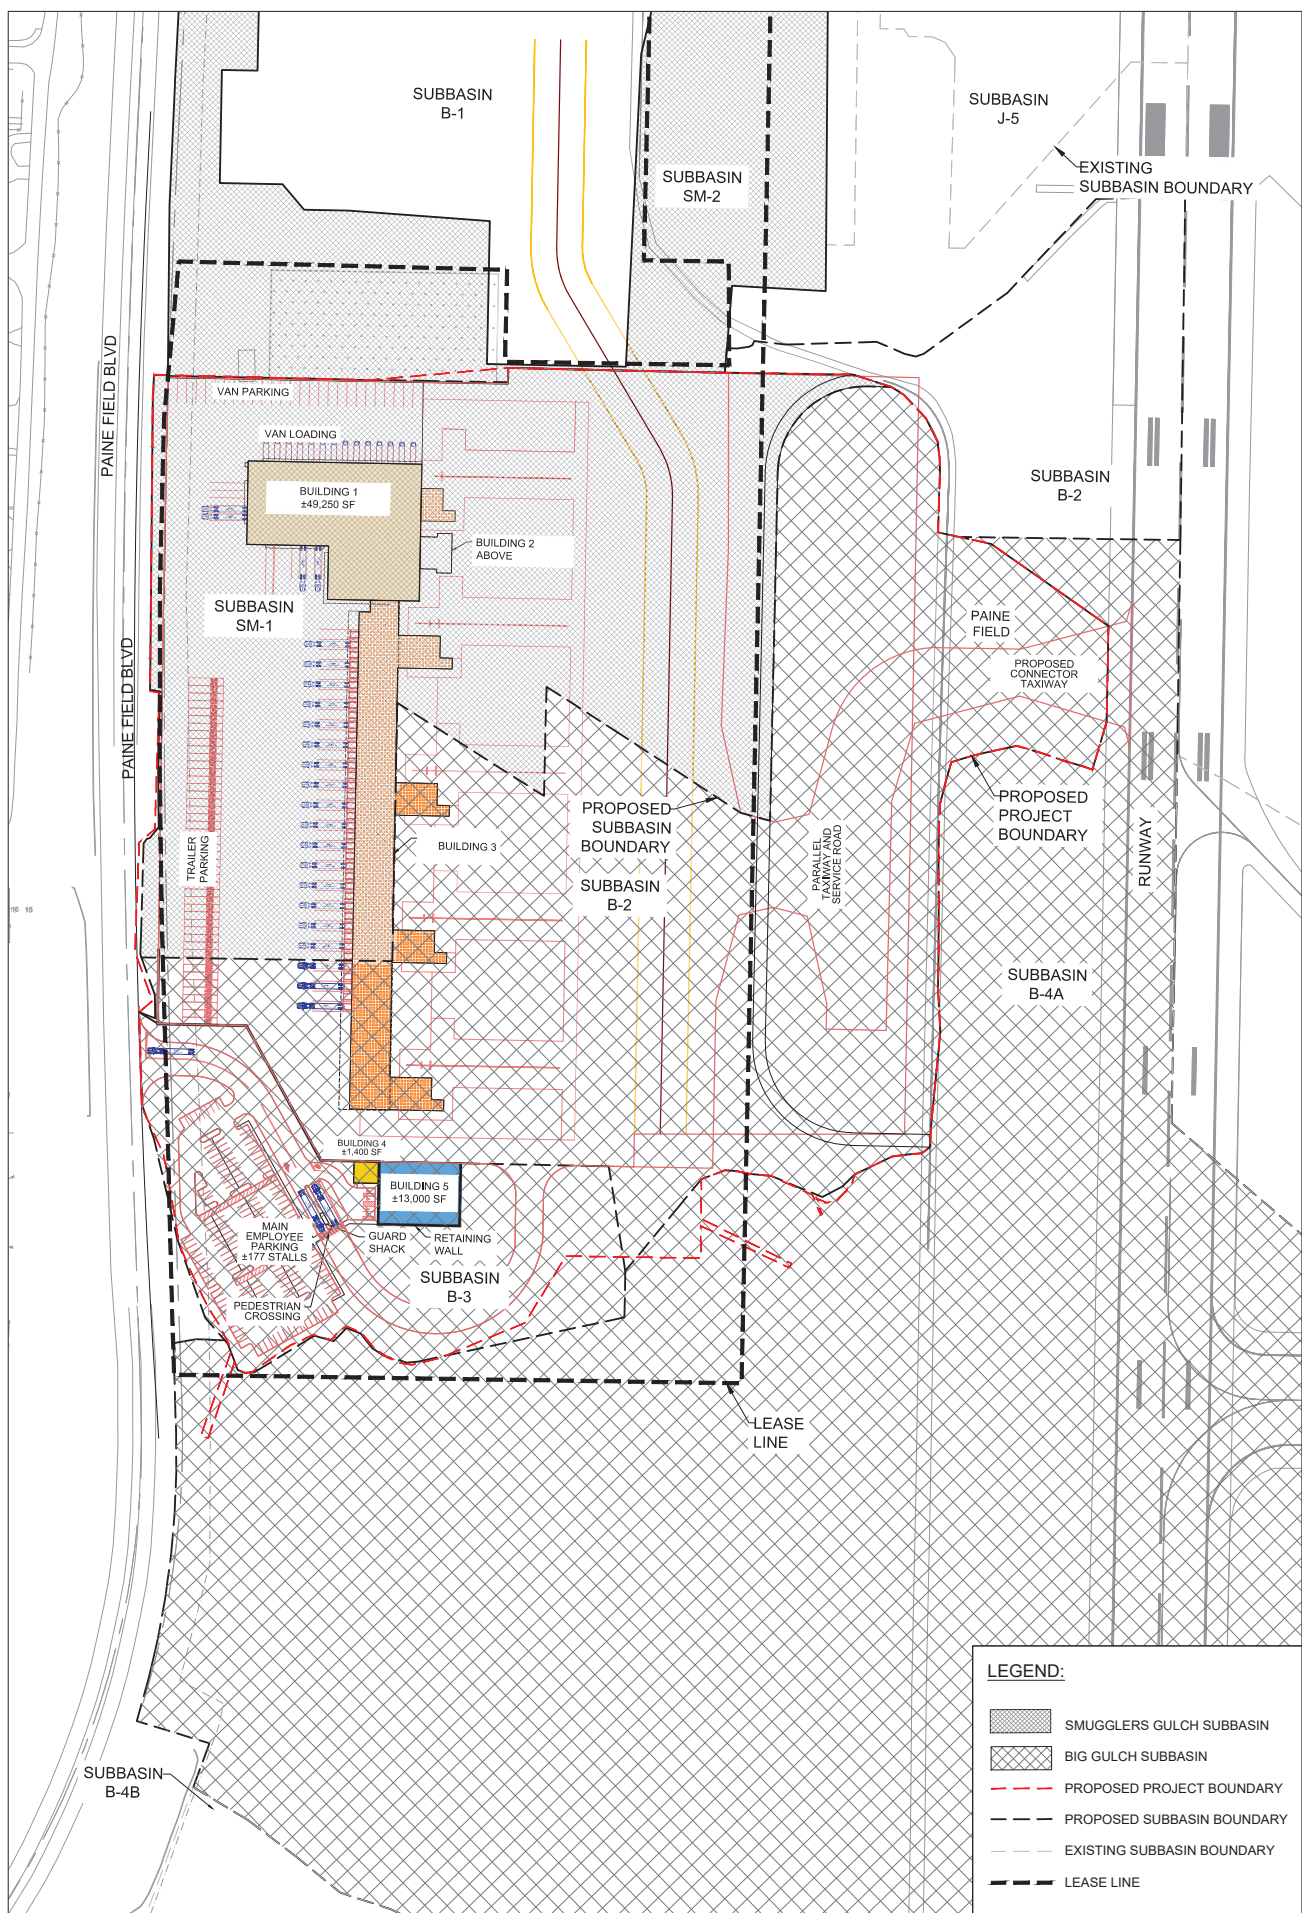 SUBBASIN
B-1
SUBBASIN
J-5
EXISTING
SUBBASIN BOUNDARY
SUBBASIN
SM-2
PAINE FIELD BLVD
VAN PARKING
VAN LOADING
BUILDING 1
±49,250 SF
BUILDING 2
ABOVE
SUBBASIN
B-2
SUBBASIN
SM-1
PAINE
FIELD
PROPOSED
CONNECTOR
TAXIWAY
PAINE FIELD BLVD
PROPOSED
SUBBASIN
BOUNDARY
PROPOSED
PROJECT
BOUNDARY
BUILDING 3
TRAILER
PARKING
PARALLEL
TAXIWAY AND
SERVICE ROAD
RUNWAY
SUBBASIN
B-2
16 15
SUBBASIN
B-4A
BUILDING 4
±1,400 SF
BUILDING 5
±13,000 SF
MAIN
EMPLOYEE
PARKING
±177 STALLS
GUARD
SHACK
RETAINING
WALL
SUBBASIN
B-3
PEDESTRIAN
CROSSING
LEASE
LINE
SUBBASIN
B-4B
LEGEND:
SMUGGLERS GULCH SUBBASIN
BIG GULCH SUBBASIN
PROPOSED PROJECT BOUNDARY
PROPOSED SUBBASIN BOUNDARY
EXISTING SUBBASIN BOUNDARY
LEASE LINE